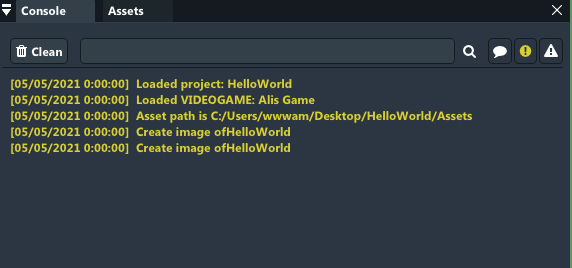 Console Assets
Clean
[05/05/2021 0:00:00] Loaded project: HelloWorld
[05/05/2021 0:00:00] Loaded VIDEOGAME: Alis Game
[05/05/2021 0:00:00] Asset path is C:/Users/wwwam/Desktop/HelloWorld/Assets
[05/05/2021 0:00:00] Create image ofHelloWorld
[05/05/2021 0:00:00] Create image ofHelloWorld